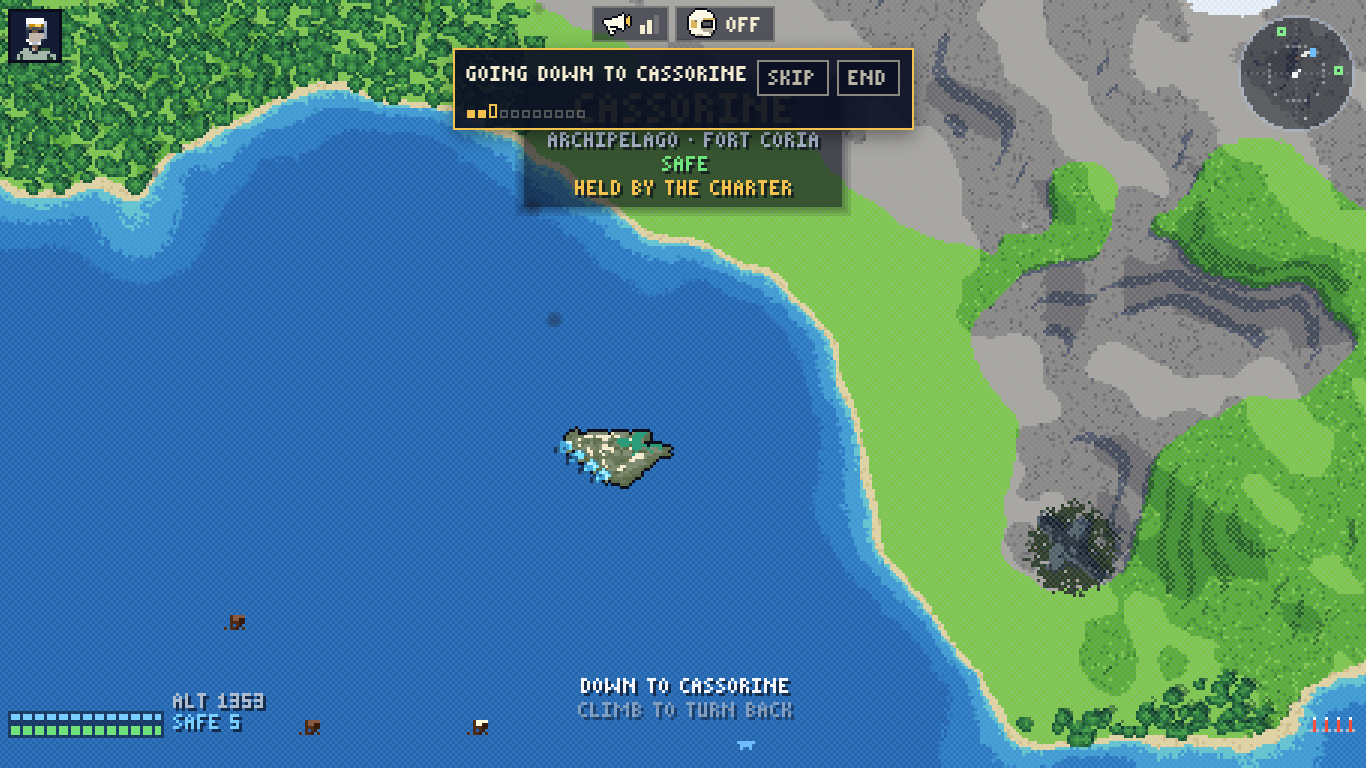 OFF
GOING DOWN TO CASSORINE
SKIP
END
CASSORINE
ARCHIPELAGO · FORT CORIA
SAFE
HELD BY THE CHARTER
DOWN TO CASSORINE
CLIMB TO TURN BACK
ALT 1353
SAFE 5